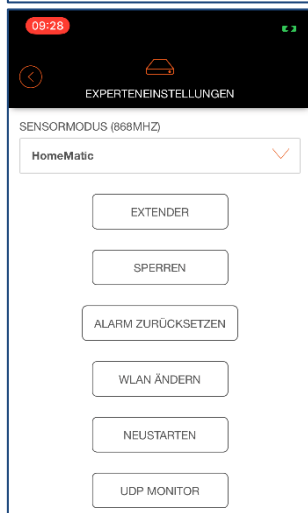 09:28
EXPERTENEINSTELLUNGEN
SENSORMODUS (868MHZ)
HomeMatic
EXTENDER
SPERREN
ALARM ZURÜCKSETZEN
WLAN ÄNDERN
NEUSTARTEN
UDP MONITOR